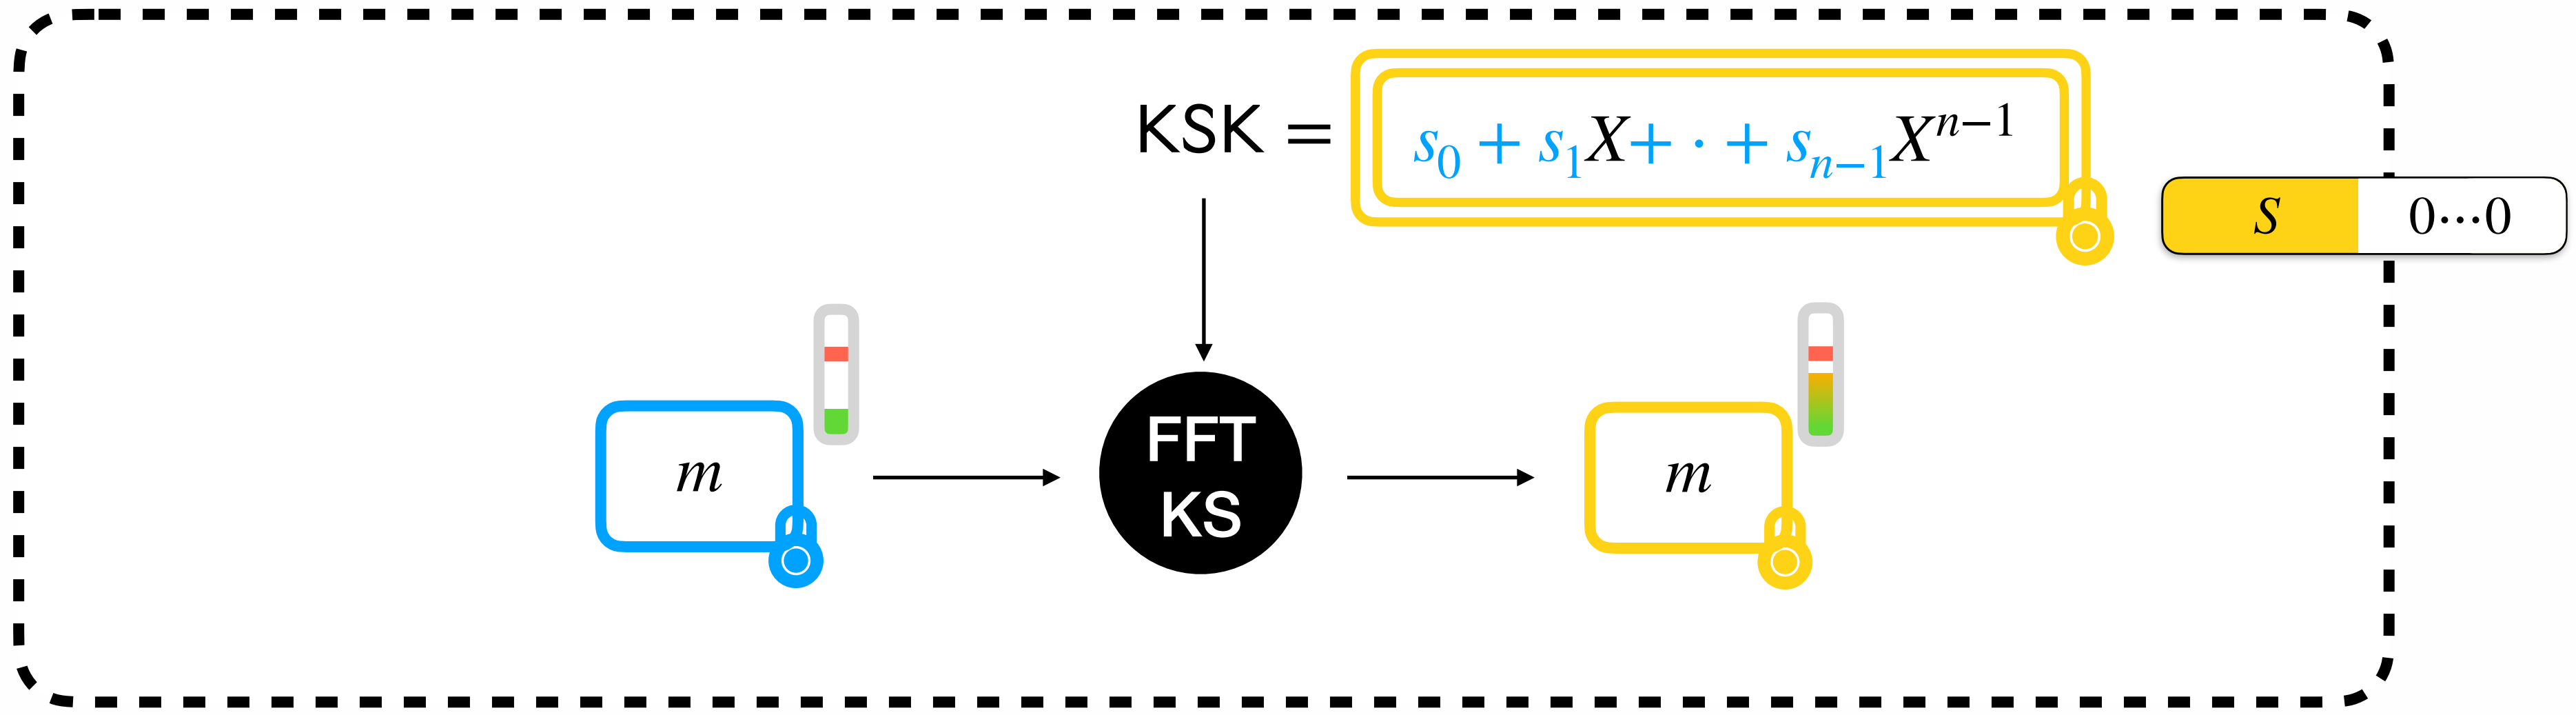 KSK = s₀ + s₁X+ · + sₙ₋₁Xⁿ⁻¹
S 0···0
m
FFT
KS
m